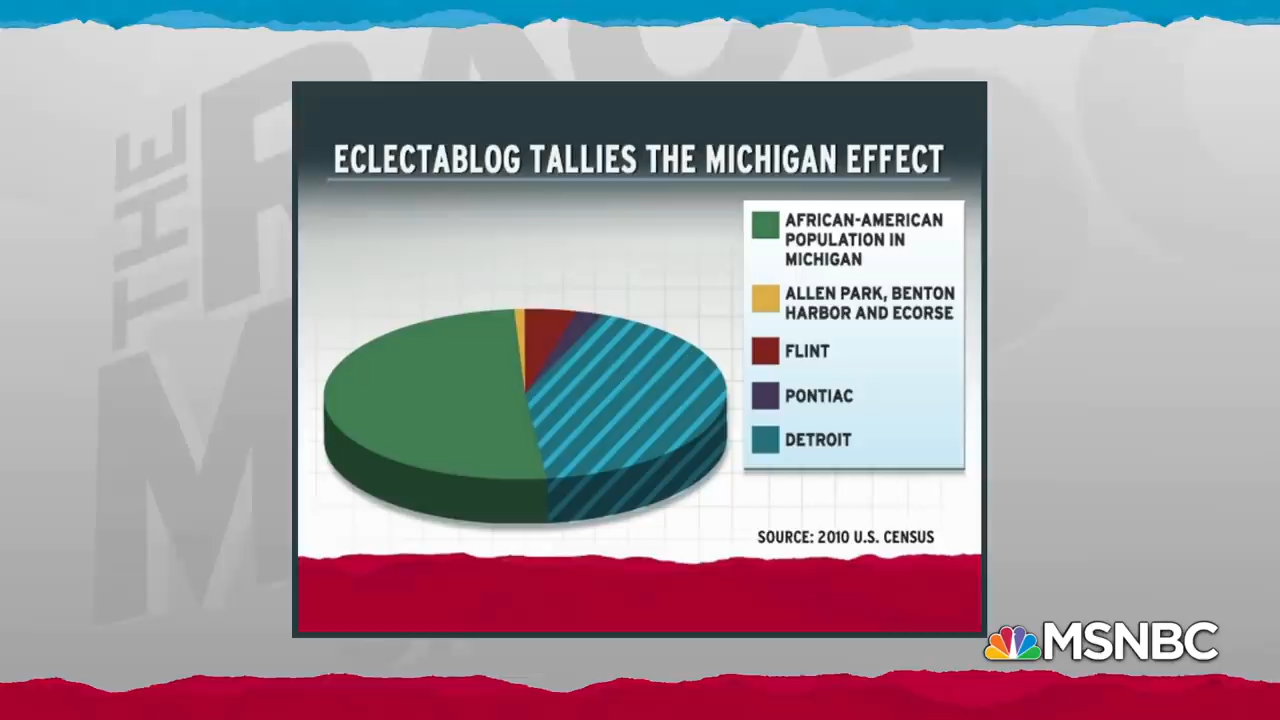 THE
ECLECTABLOG TALLIES THE MICHIGAN EFFECT
AFRICAN-AMERICAN
POPULATION IN
MICHIGAN
ALLEN PARK, BENTON
HARBOR AND ECORSE
FLINT
PONTIAC
DETROIT
SOURCE: 2010 U.S. CENSUS
MSNBC